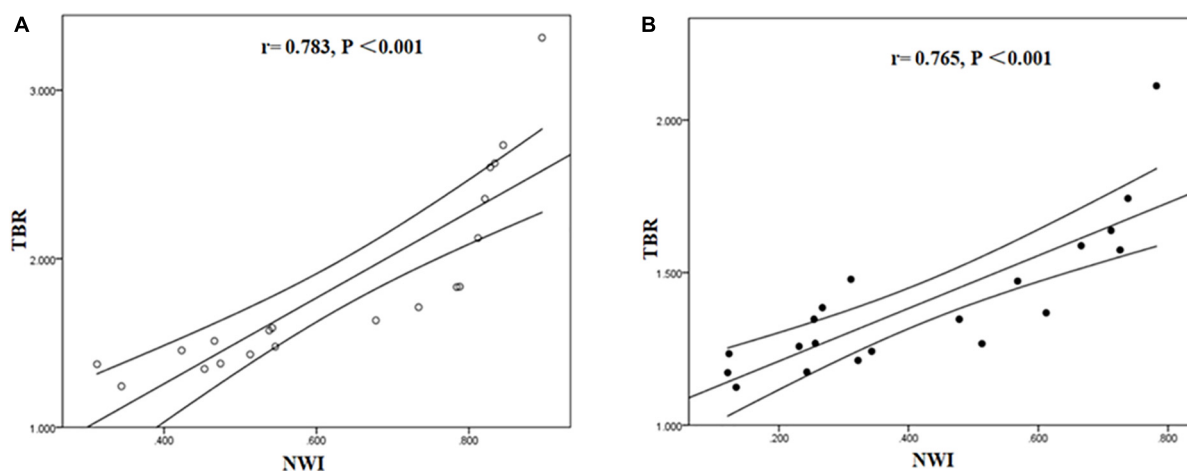 A
r= 0.783, P <0.001
3.000
2.000
1.000
TBR
.400 .600 .800
NWI
B
r= 0.765, P <0.001
2.000
1.500
1.000
TBR
.200 .400 .600 .800
NWI